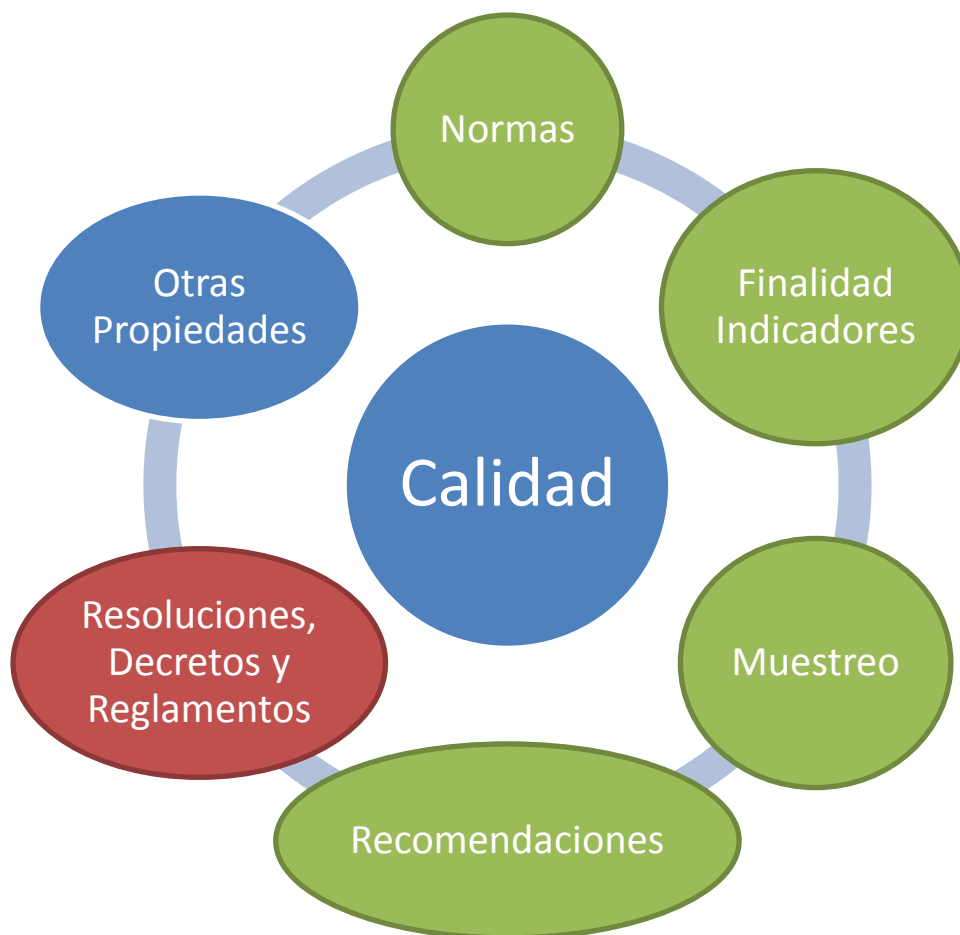 Normas
Finalidad
Indicadores
Muestreo
Recomendaciones
Resoluciones,
Decretos y
Reglamentos
Otras
Propiedades
Calidad